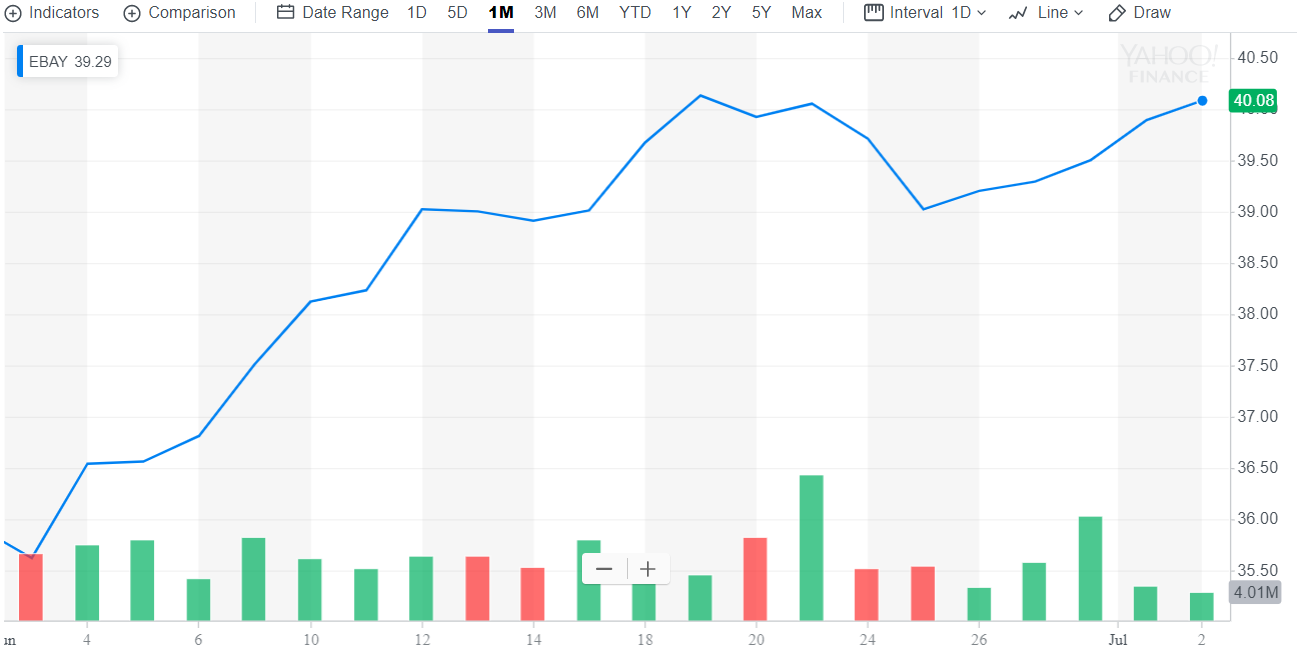 Indicators Comparison Date Range 1D 5D 1M 3M 6M YTD 1Y 2Y 5Y Max Interval 1D Line Draw
EBAY 39.29
YAHOO!
FINANCE
40.50
40.08
39.50
39.00
38.50
38.00
37.50
37.00
36.50
36.00
35.50
4.01M
un 4 6 10 12 14 18 20 24 26 Jul 2